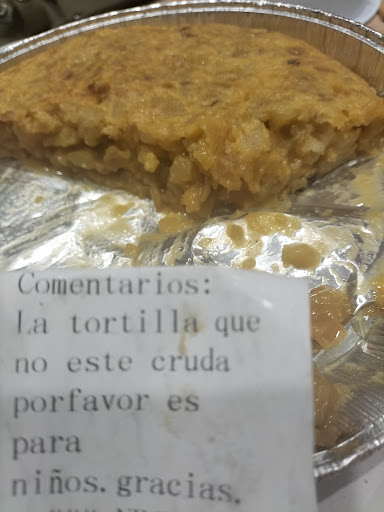 Comentarios:
La tortilla que
no este cruda
porfavor es
para
niños.gracias.